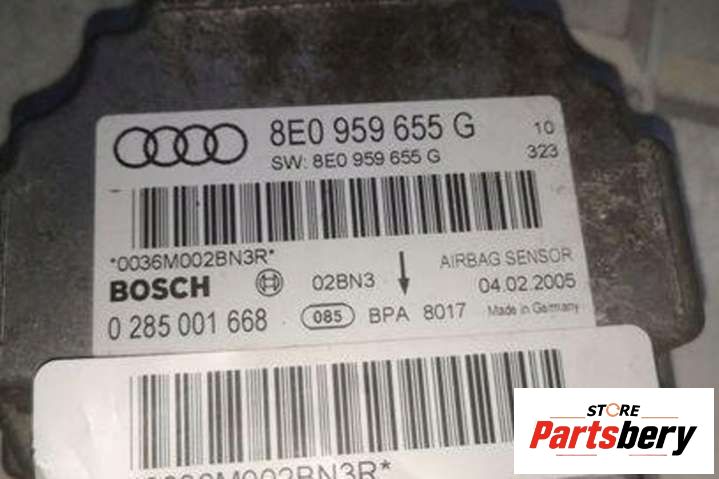 8E0 959 655 G 10
SW: 8E0 959 655 G 323
*0036M002BN3R*
BOSCH 02BN3 AIRBAG SENSOR
04.02.2005
0 285 001 668 085 BPA 8017 Made in Germany
*0036M002BN3R*
STORE
Partsbery